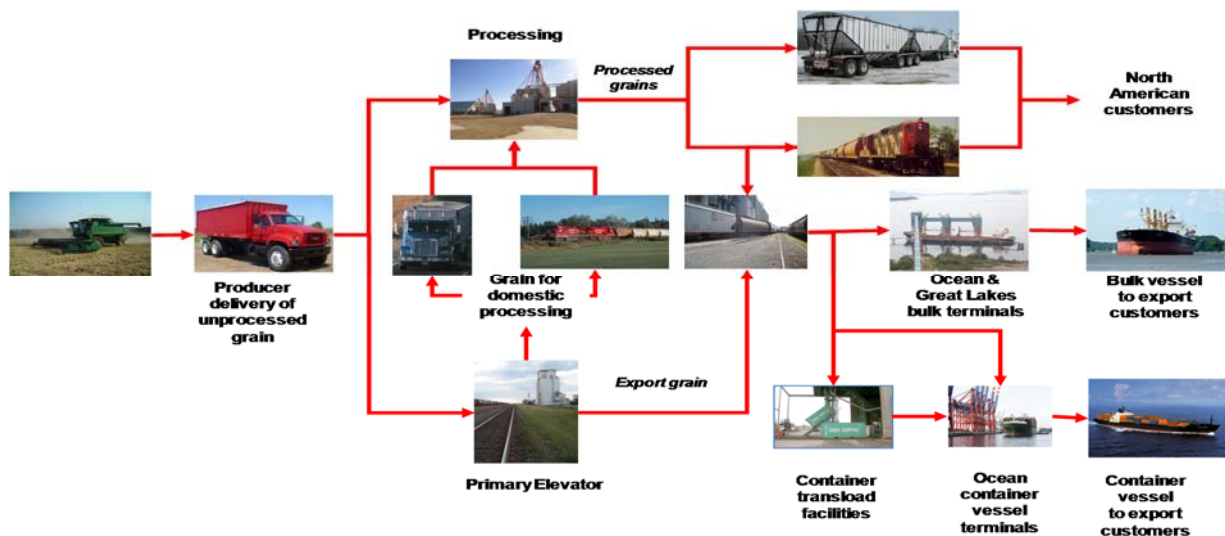 Processing
Processed
grains
North
American
customers
Producer
delivery of
unprocessed
grain
Grain for
domestic
processing
Ocean &
Great Lakes
bulk terminals
Bulk vessel
to export
customers
Export grain
Primary Elevator
Container
transload
facilities
Ocean
container
vessel
terminals
Container
vessel
to export
customers